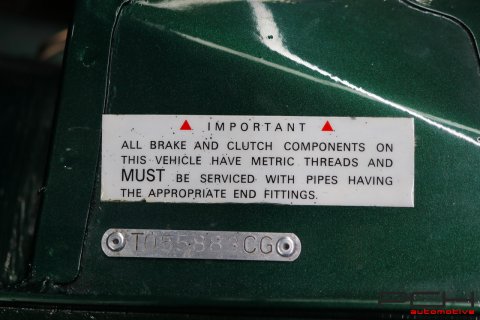 IMPORTANT
ALL BRAKE AND CLUTCH COMPONENTS ON
THIS VEHICLE HAVE METRIC THREADS AND
MUST BE SERVICED WITH PIPES HAVING
THE APPROPRIATE END FITTINGS.
T055883CG
automotive